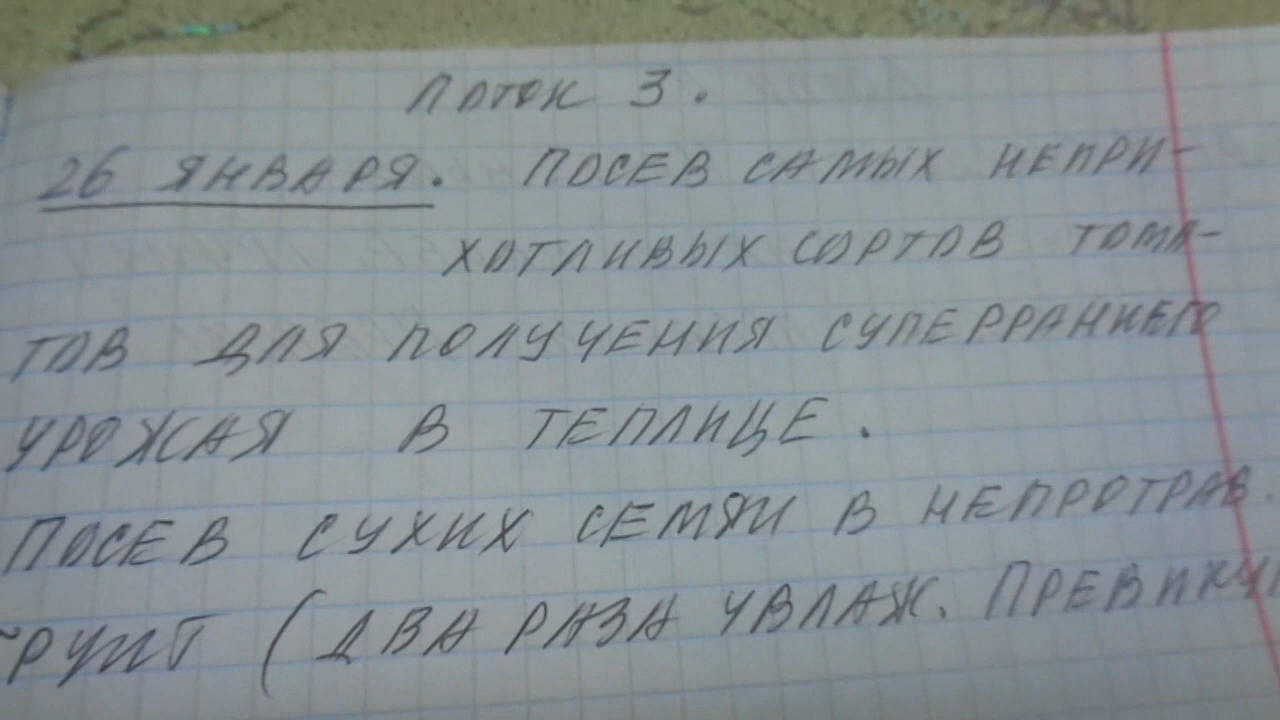 Поток 3.
26 ЯНВАРЯ. ПОСЕВ САМЫХ НЕПРИ-
ХОТЛИВЫХ СОРТОВ ТОМА-
ТОВ ДЛЯ ПОЛУЧЕНИЯ СУПЕРРАННЕГО
УРОЖАЯ В ТЕПЛИЦЕ.
ПОСЕВ СУХИХ СЕМЯН В НЕПРОТРАВ.
ГРУНТ (ДВА РАЗА УВЛАЖ. ПРЕВИКУР